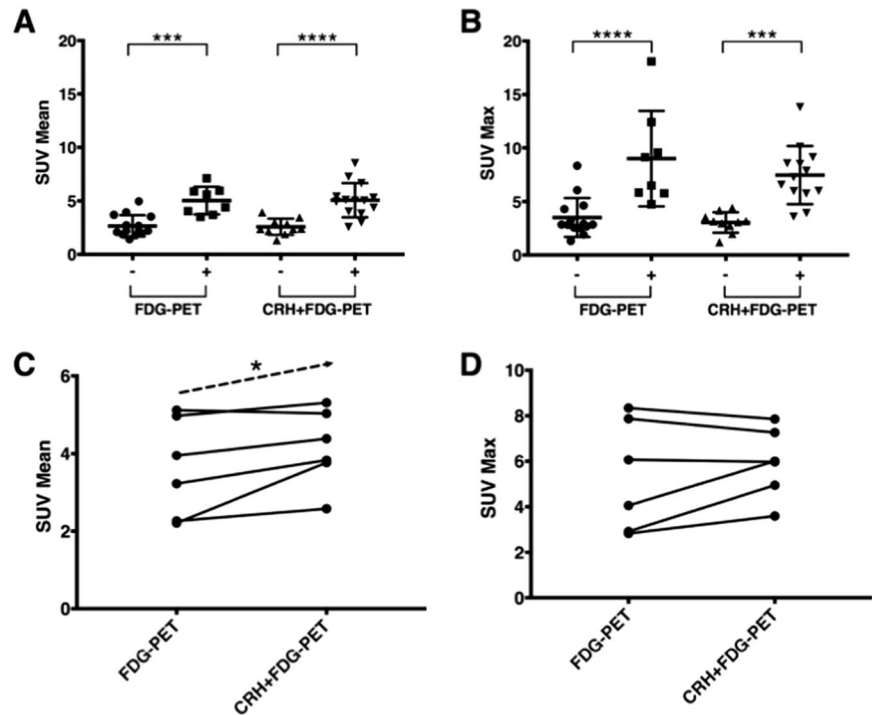 A
20
15
10
5
0
SUV Mean
***
****
-
+
-
+
FDG-PET
CRH+FDG-PET
B
20
15
10
5
0
SUV Max
****
***
-
+
-
+
FDG-PET
CRH+FDG-PET
C
6
4
2
0
SUV Mean
*
FDG-PET
CRH+FDG-PET
D
10
8
6
4
2
0
SUV Max
FDG-PET
CRH+FDG-PET